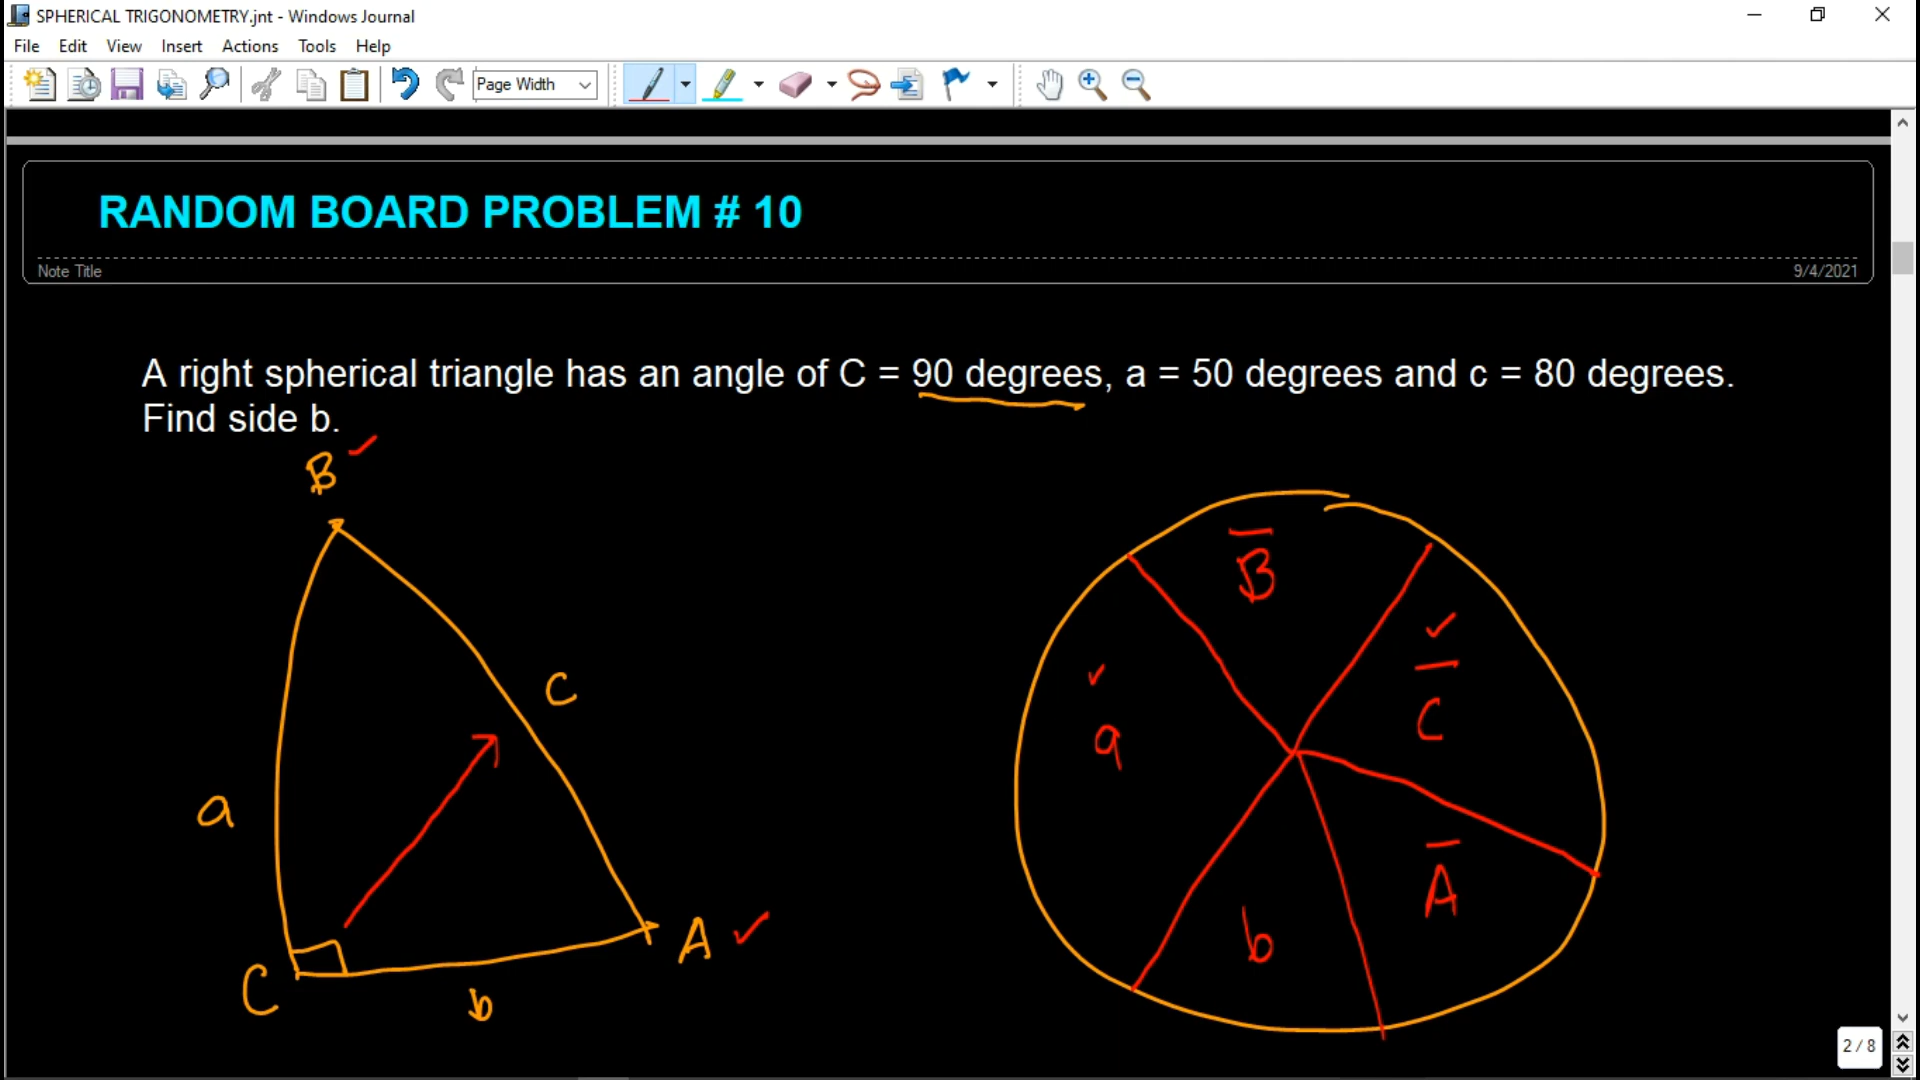 SPHERICAL TRIGONOMETRY.jnt - Windows Journal
File Edit View Insert Actions Tools Help
Page Width
RANDOM BOARD PROBLEM # 10
Note Title
9/4/2021
A right spherical triangle has an angle of C = 90 degrees, a = 50 degrees and c = 80 degrees.
Find side b.
B
B̅
c
c̅
a
a
A̅
A
b
C
b
2 / 8